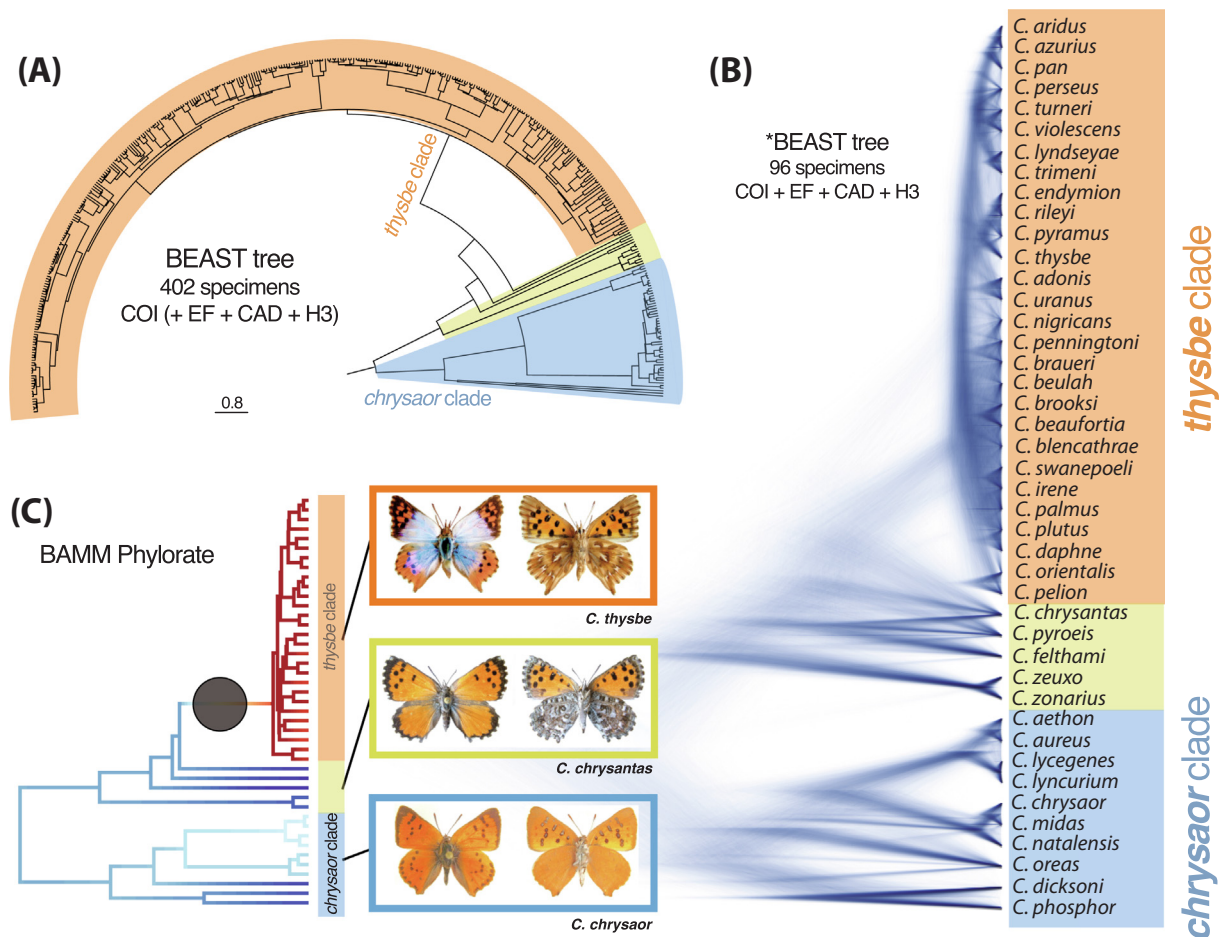 (A)
thysbe clade
BEAST tree
402 specimens
COI (+ EF + CAD + H3)
chrysaor clade
0.8
(B)
*BEAST tree
96 specimens
COI + EF + CAD + H3
C. aridus
C. azurius
C. pan
C. perseus
C. turneri
C. violescens
C. lyndseyae
C. trimeni
C. endymion
C. rileyi
C. pyramus
C. thysbe
C. adonis
C. uranus
C. nigricans
C. penningtoni
C. braueri
C. beulah
C. brooksi
C. beaufortia
C. blencathrae
C. swanepoeli
C. irene
C. palmus
C. plutus
C. daphne
C. orientalis
C. pelion
C. chrysantas
C. pyroeis
C. felthami
C. zeuxo
C. zonarius
C. aethon
C. aureus
C. lycegenes
C. lyncurium
C. chrysaor
C. midas
C. natalensis
C. oreas
C. dicksoni
C. phosphor
thysbe clade
chrysaor clade
(C)
BAMM Phylorate
thysbe clade
chrysaor clade
C. thysbe
C. chrysantas
C. chrysaor